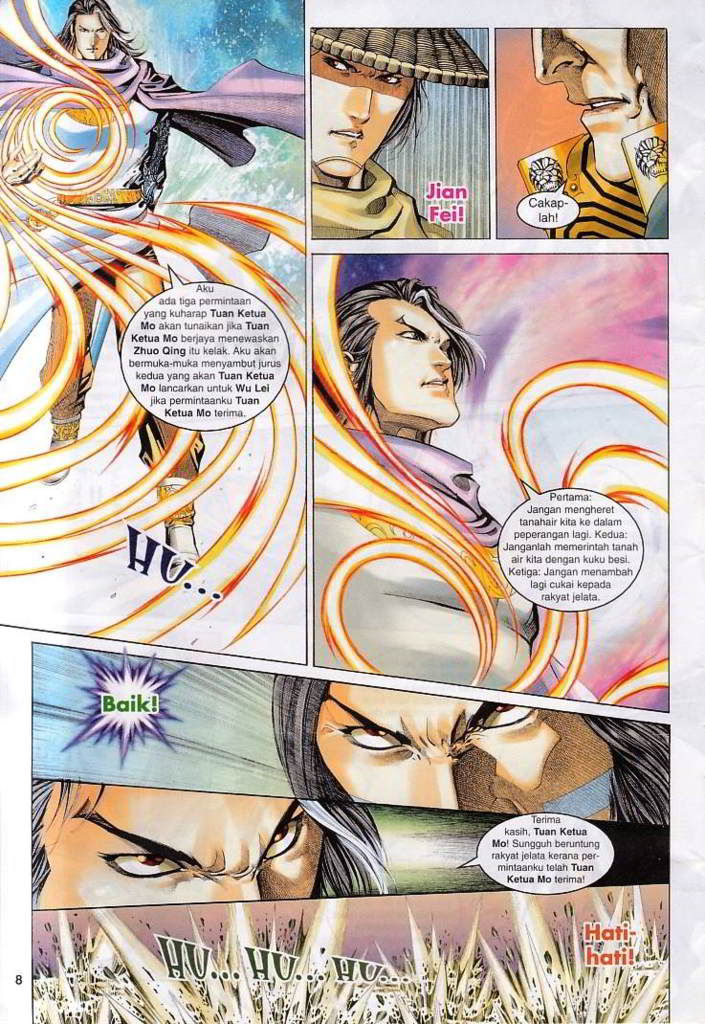 Jian
Fei!
Cakap-
lah!
Aku
ada tiga permintaan
yang kuharap Tuan Ketua
Mo akan tunaikan jika Tuan
Ketua Mo berjaya menewaskan
Zhuo Qing itu kelak. Aku akan
bermuka-muka menyambut jurus
kedua yang akan Tuan Ketua
Mo lancarkan untuk Wu Lei
jika permintaanku Tuan
Ketua Mo terima.
HU...
Pertama:
Jangan mengheret
tanahair kita ke dalam
peperangan lagi. Kedua:
Janganlah memerintah tanah
air kita dengan kuku besi.
Ketiga: Jangan menambah
lagi cukai kepada
rakyat jelata.
Baik!
Terima
kasih, Tuan Ketua
Mo! Sungguh beruntung
rakyat jelata kerana per-
mintaanku telah Tuan
Ketua Mo terima!
HU... HU... HU...
Hati-
hati!
8